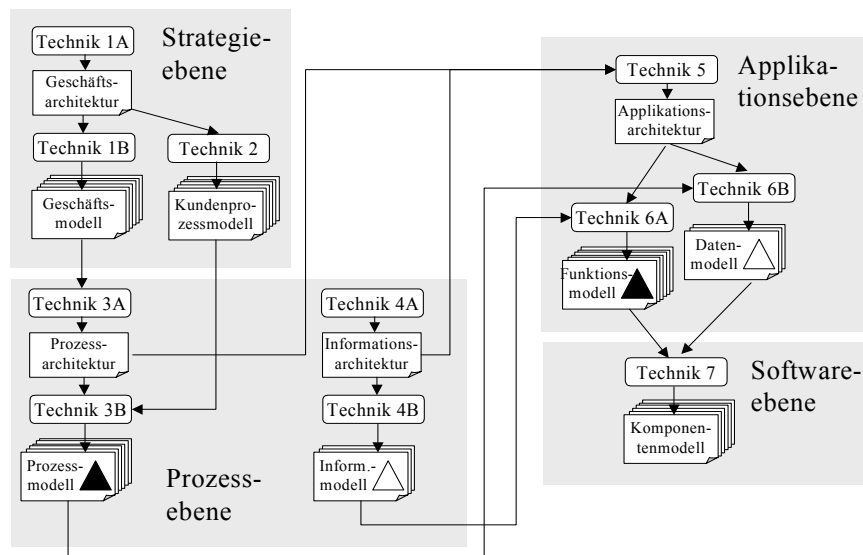 Technik 1A
Strategie-
ebene
Geschäfts-
architektur
Technik 1B
Technik 2
Geschäfts-
modell
Kundenpro-
zessmodell
Technik 3A
Technik 4A
Prozess-
architektur
Informations-
architektur
Technik 3B
Technik 4B
Prozess-
modell
Inform.-
modell
Prozess-
ebene
Technik 5
Applika-
tionsebene
Applikations-
architektur
Technik 6B
Technik 6A
Daten-
modell
Funktions-
modell
Technik 7
Software-
ebene
Komponen-
tenmodell